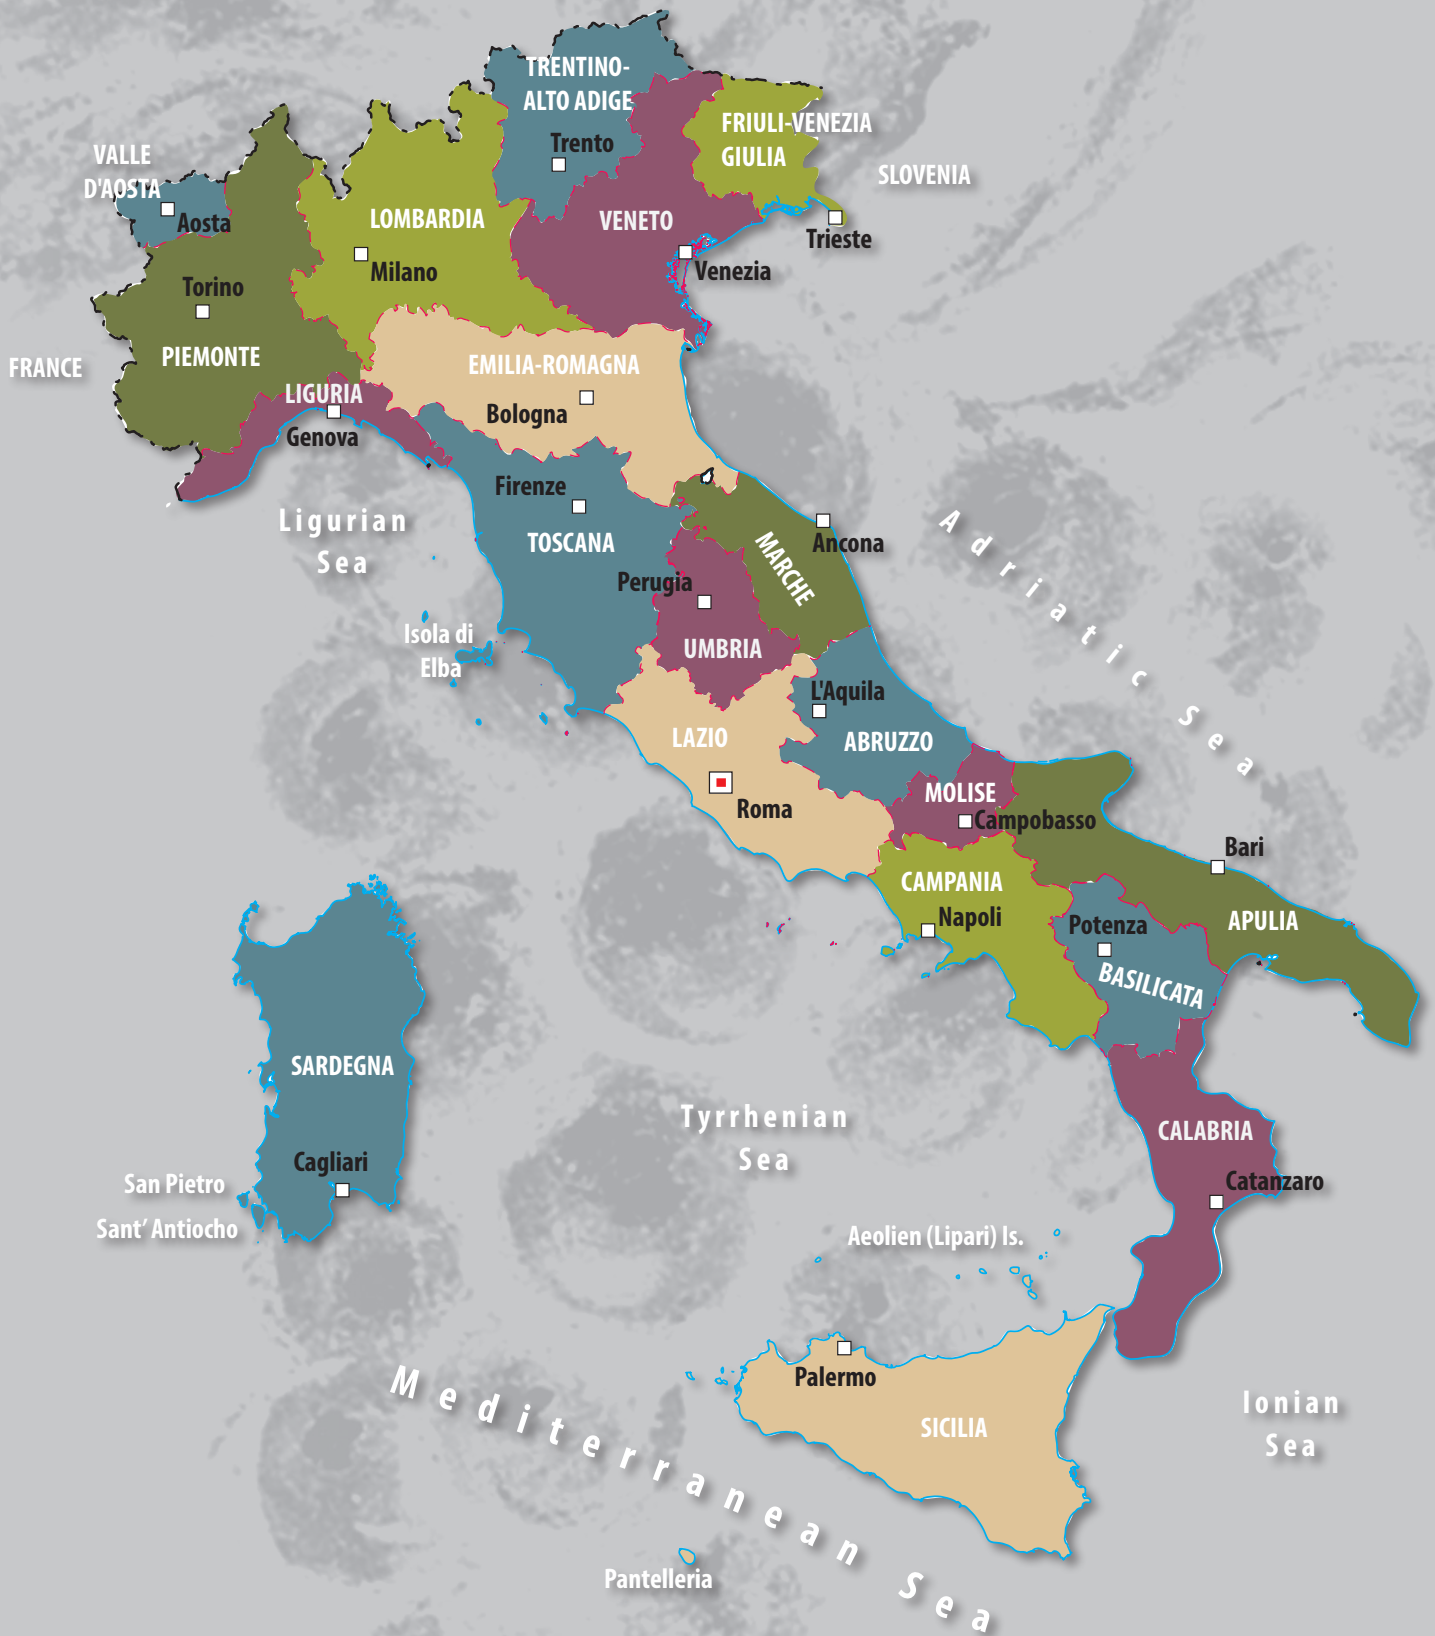 TRENTINO-
ALTO ADIGE
Trento
FRIULI-VENEZIA
GIULIA
VALLE
D'AOSTA
Aosta
SLOVENIA
LOMBARDIA
Milano
VENETO
Venezia
Trieste
Torino
PIEMONTE
FRANCE
EMILIA-ROMAGNA
Bologna
LIGURIA
Genova
Firenze
TOSCANA
Ligurian
Sea
Ancona
MARCHE
Adriatic Sea
Perugia
UMBRIA
Isola di
Elba
L'Aquila
ABRUZZO
LAZIO
Roma
MOLISE
Campobasso
Bari
CAMPANIA
Napoli
APULIA
Potenza
BASILICATA
SARDEGNA
Cagliari
San Pietro
Sant’ Antiocho
Tyrrhenian
Sea
CALABRIA
Catanzaro
Aeolien (Lipari) Is.
Palermo
SICILIA
Ionian
Sea
Mediterranean Sea
Pantelleria